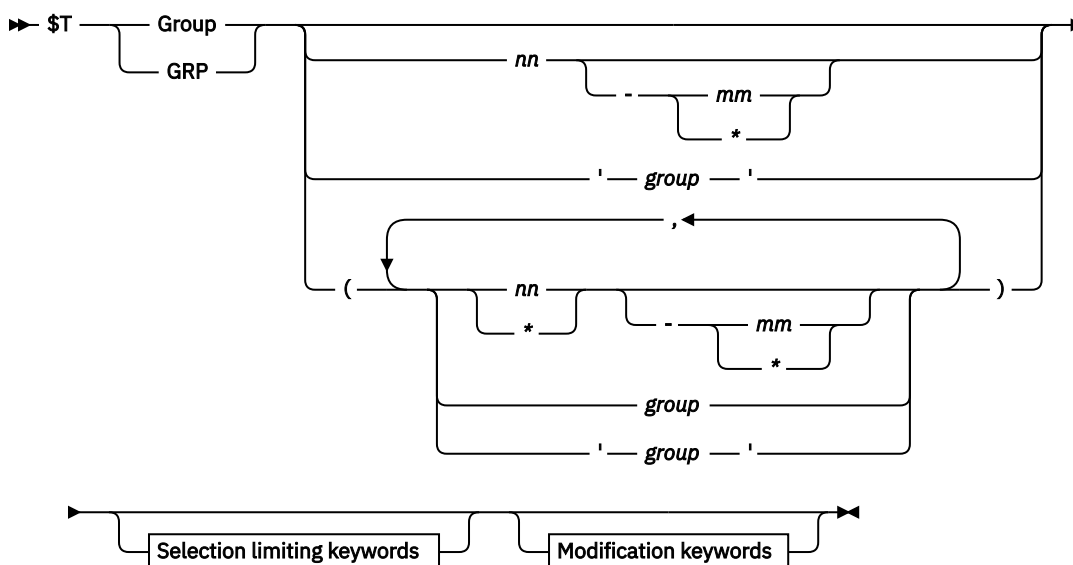 $T Group
GRP
nn
- mm
*
' group '
,
( nn )
* - mm
*
group
' group '
Selection limiting keywords Modification keywords